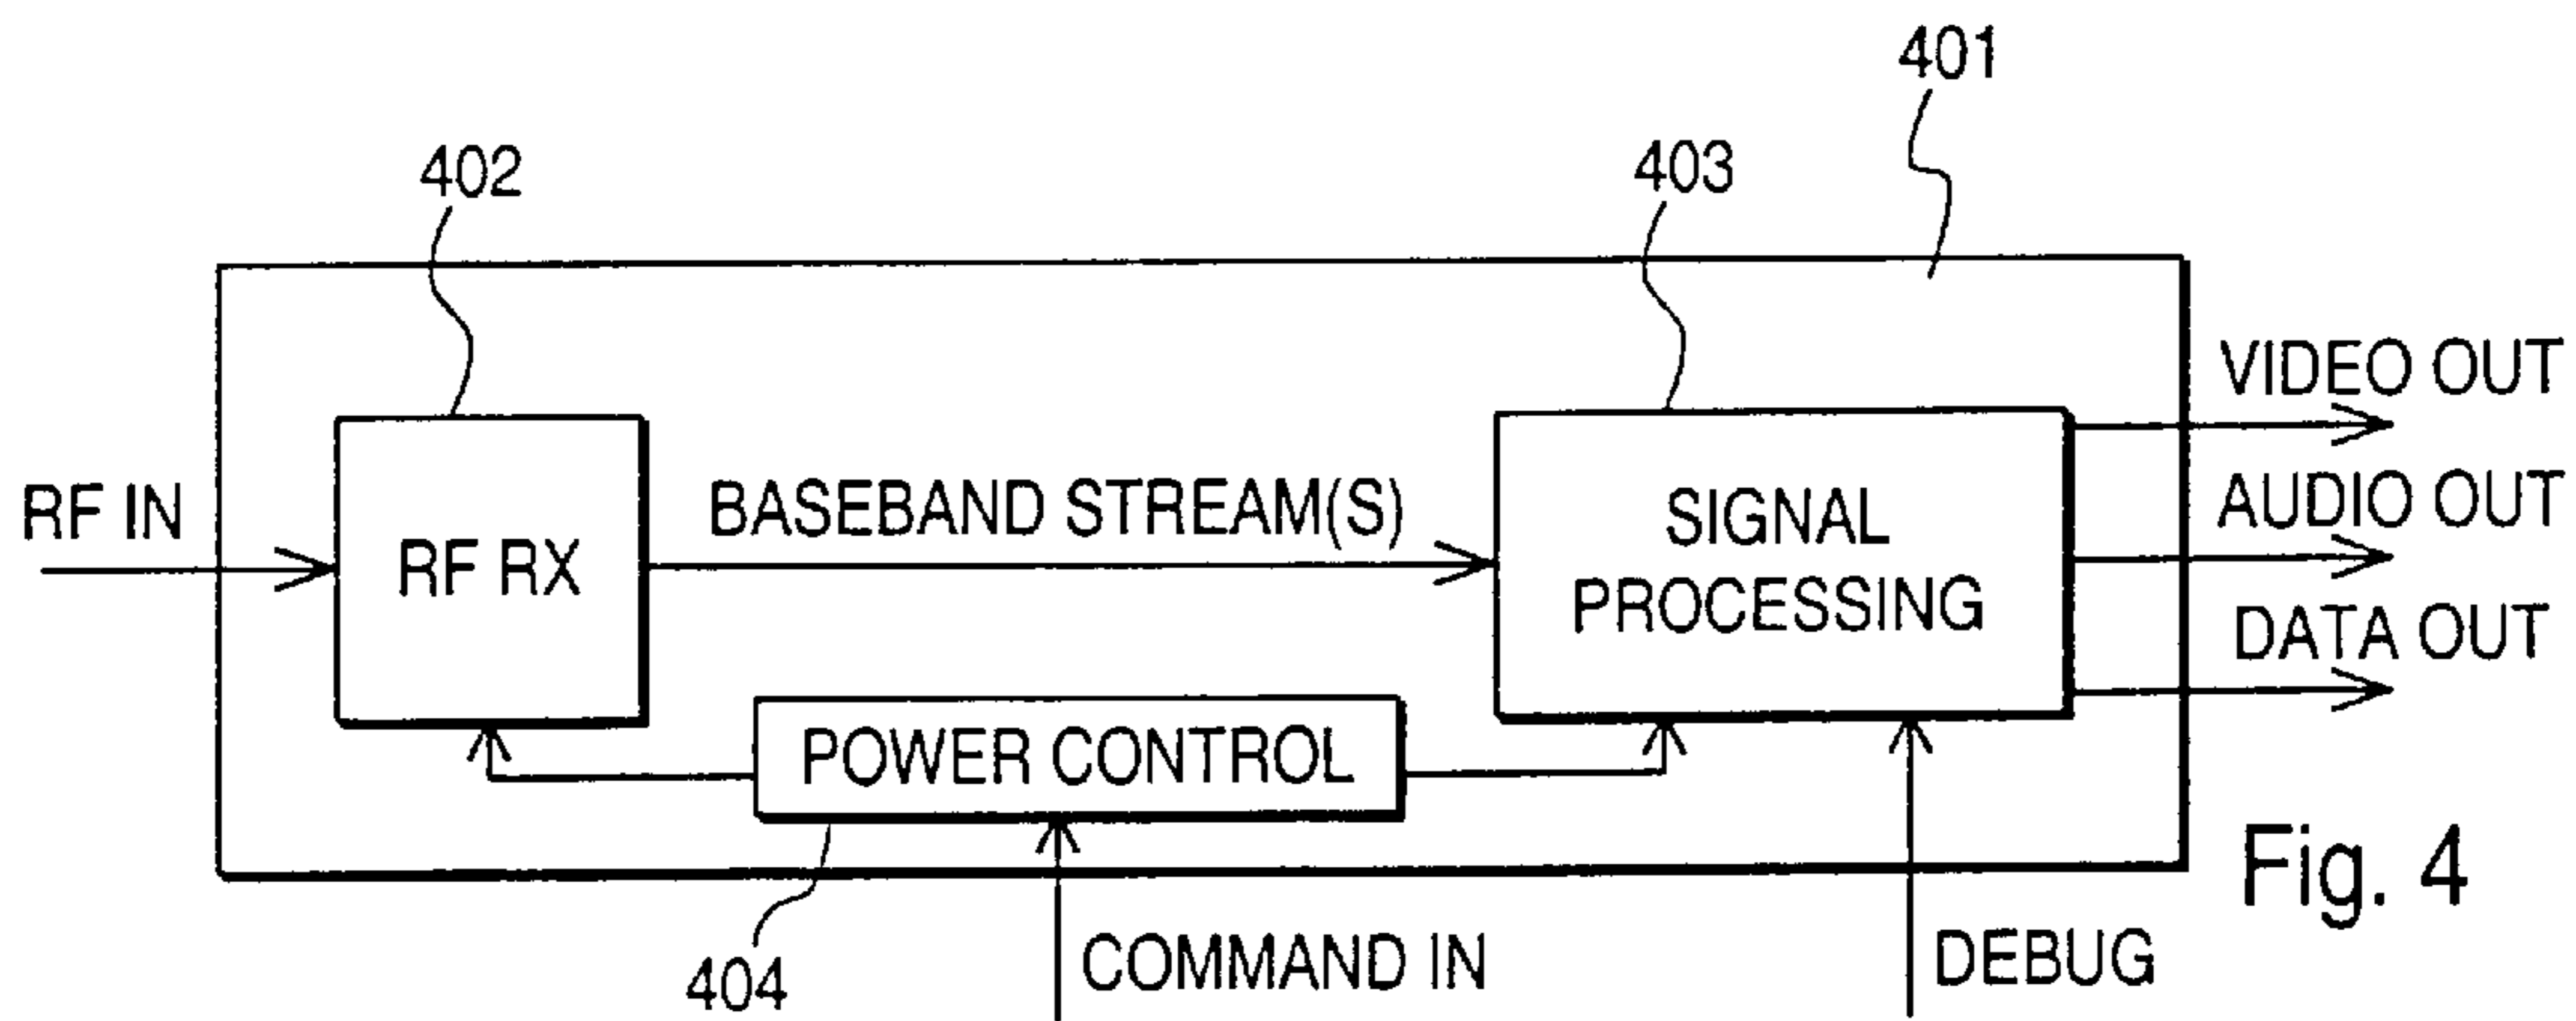 401
402
403
VIDEO OUT
RF IN
BASEBAND STREAM(S)
AUDIO OUT
RF RX
SIGNAL
PROCESSING
DATA OUT
POWER CONTROL
Fig. 4
404
COMMAND IN
DEBUG